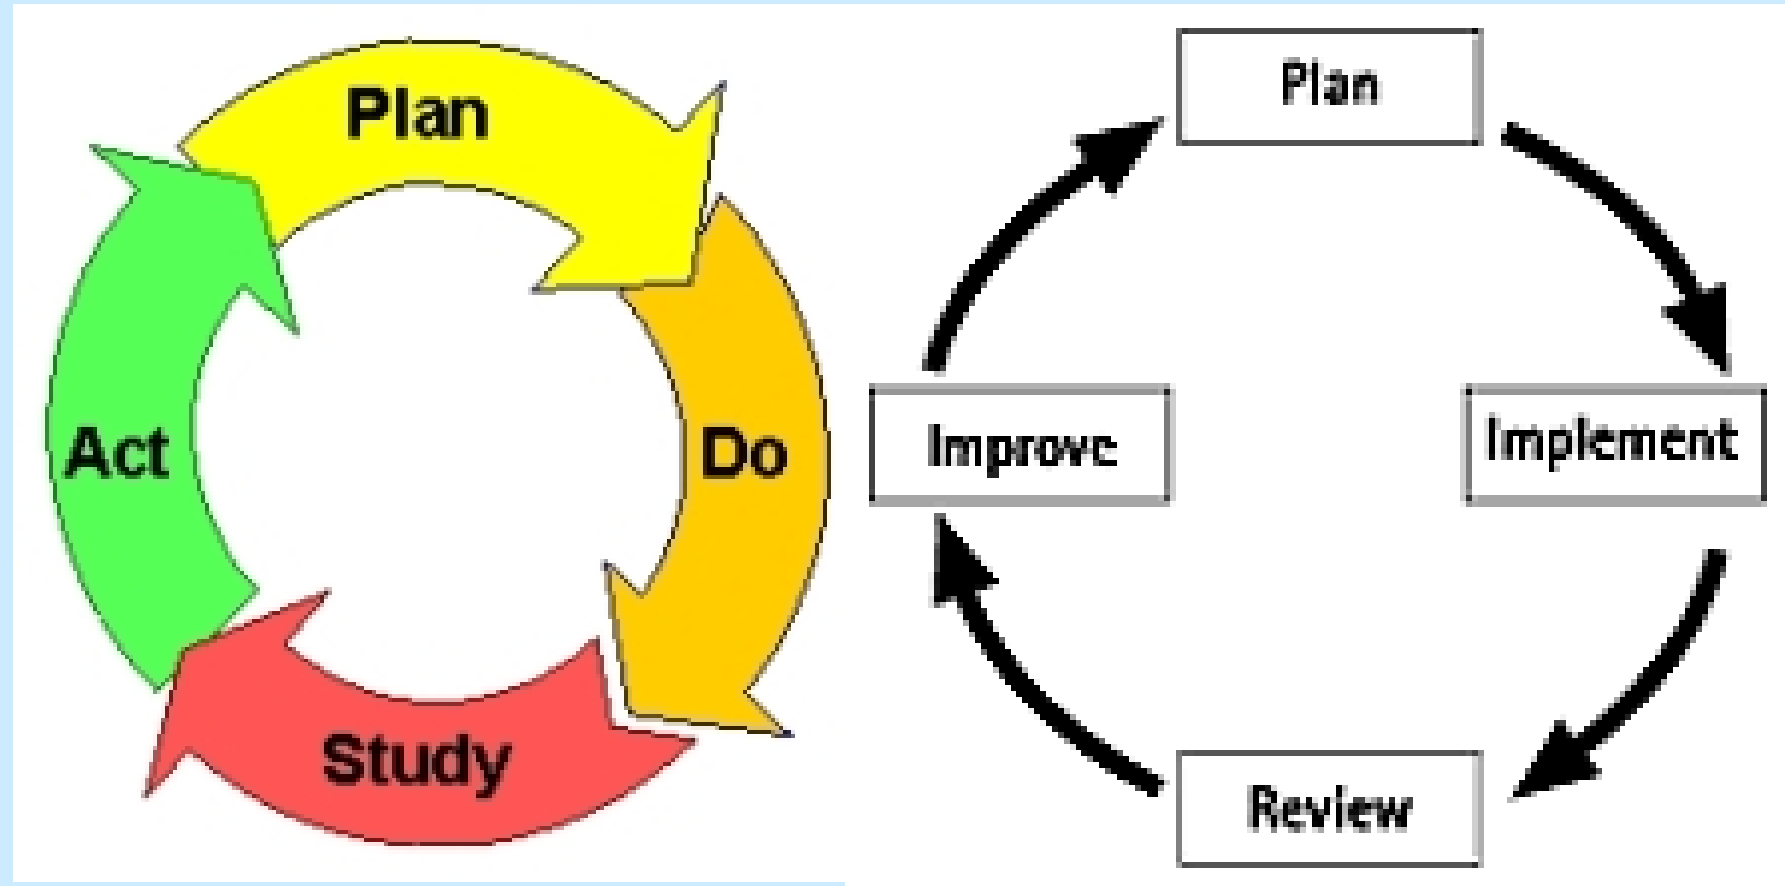 Plan
Do
Study
Act
Plan
Implement
Review
Improve